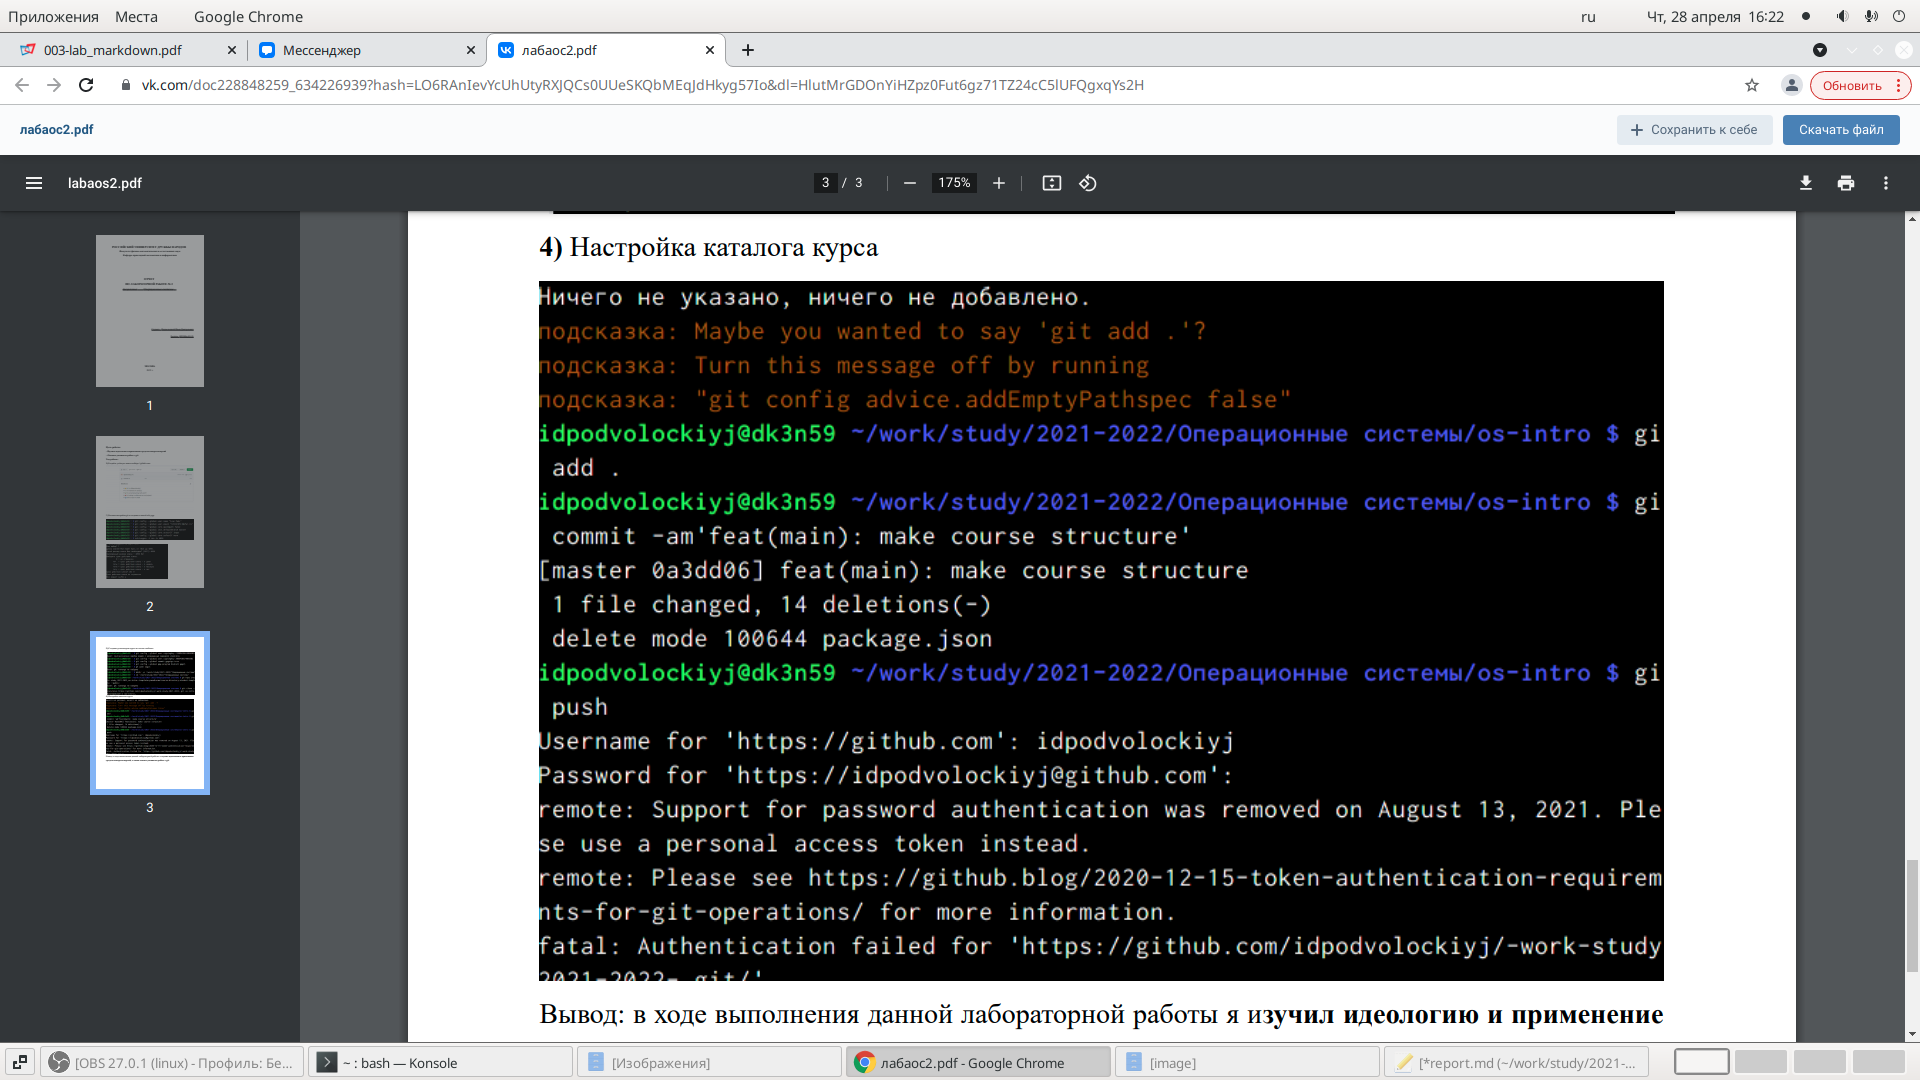 Приложения Места Google Chrome ru Чт, 28 апреля 16:22
003-lab_markdown.pdf Мессенджер лабаос2.pdf
vk.com/doc228848259_634226939?hash=LO6RAnIevYcUhUtyRXJQCs0UUeSKQbMEqJdHkyg57Io&dl=HlutMrGDOnYiHZpz0Fut6gz71TZ24cC5lUFQgxqYs2H Обновить
лабаос2.pdf Сохранить к себе Скачать файл
labaos2.pdf 3 / 3 175%
1
2
3
4) Настройка каталога курса
Ничего не указано, ничего не добавлено.
подсказка: Maybe you wanted to say 'git add .'?
подсказка: Turn this message off by running
подсказка: "git config advice.addEmptyPathspec false"
idpodvolockiyj@dk3n59 ~/work/study/2021-2022/Операционные системы/os-intro $ gi
add .
idpodvolockiyj@dk3n59 ~/work/study/2021-2022/Операционные системы/os-intro $ gi
commit -am'feat(main): make course structure'
[master 0a3dd06] feat(main): make course structure
1 file changed, 14 deletions(-)
delete mode 100644 package.json
idpodvolockiyj@dk3n59 ~/work/study/2021-2022/Операционные системы/os-intro $ gi
push
Username for 'https://github.com': idpodvolockiyj
Password for 'https://idpodvolockiyj@github.com':
remote: Support for password authentication was removed on August 13, 2021. Ple
se use a personal access token instead.
remote: Please see https://github.blog/2020-12-15-token-authentication-requirem
nts-for-git-operations/ for more information.
fatal: Authentication failed for 'https://github.com/idpodvolockiyj/-work-study
2021-2022-.git/'
Вывод: в ходе выполнения данной лабораторной работы я изучил идеологию и применение
[OBS 27.0.1 (linux) - Профиль: Бе... ~ : bash — Konsole [Изображения] лабаос2.pdf - Google Chrome [image] [*report.md (~/work/study/2021-...